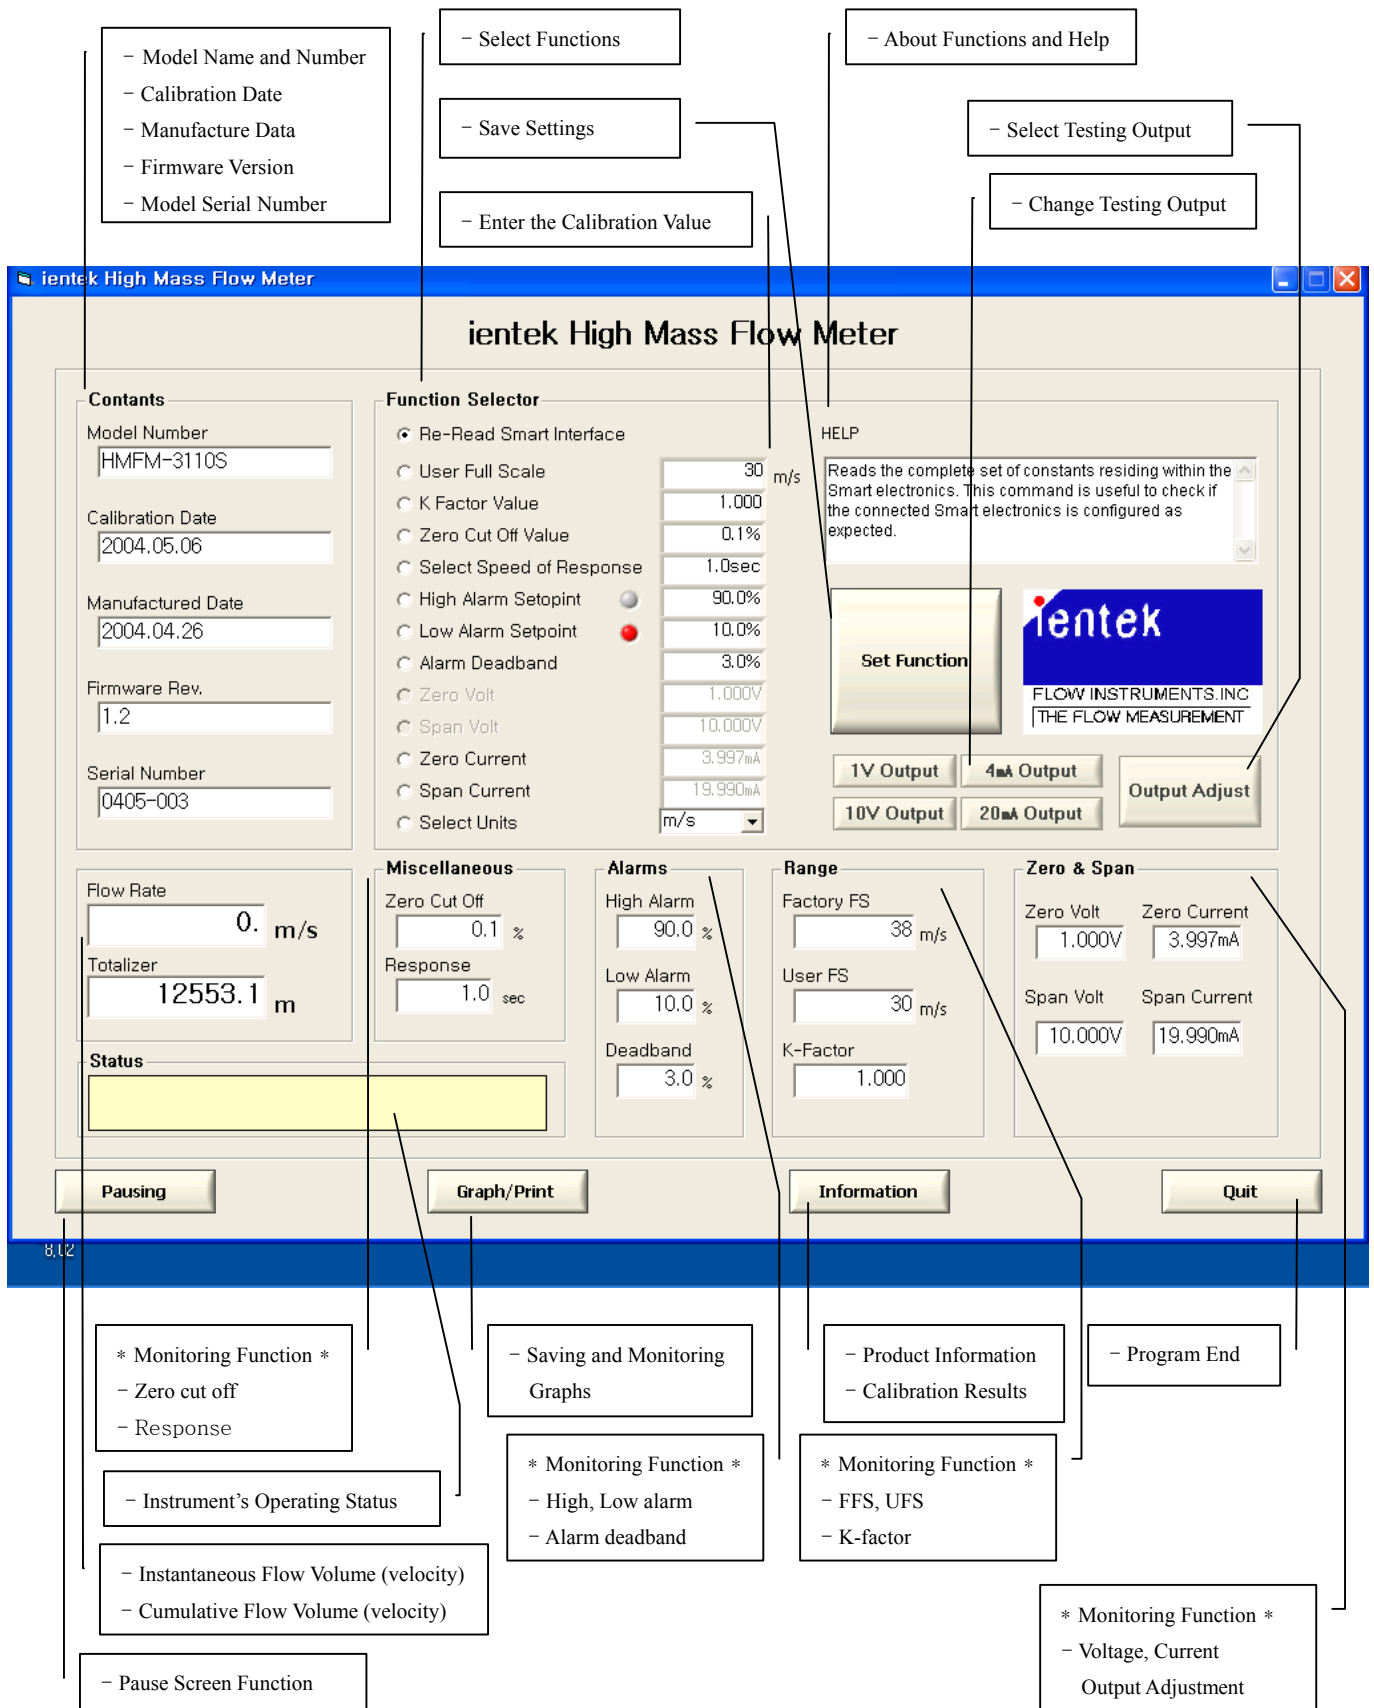 - Model Name and Number
- Calibration Date
- Manufacture Data
- Firmware Version
- Model Serial Number
- Select Functions
- About Functions and Help
- Save Settings
- Select Testing Output
- Enter the Calibration Value
- Change Testing Output
ientek High Mass Flow Meter
ientek High Mass Flow Meter
Contants
Model Number
HMFM-3110S
Calibration Date
2004.05.06
Manufactured Date
2004.04.26
Firmware Rev.
1.2
Serial Number
0405-003
Function Selector
Re-Read Smart Interface
User Full Scale 30 m/s
K Factor Value 1.000
Zero Cut Off Value 0.1%
Select Speed of Response 1.0sec
High Alarm Setopint 90.0%
Low Alarm Setpoint 10.0%
Alarm Deadband 3.0%
Zero Volt 1.000V
Span Volt 10.000V
Zero Current 3.997mA
Span Current 19.990mA
Select Units m/s
HELP
Reads the complete set of constants residing within the
Smart electronics. This command is useful to check if
the connected Smart electronics is configured as
expected.
Set Function
ientek
FLOW INSTRUMENTS.INC
THE FLOW MEASUREMENT
1V Output 4mA Output
10V Output 20mA Output
Output Adjust
Flow Rate
0. m/s
Totalizer
12553.1 m
Status
Miscellaneous
Zero Cut Off
0.1 %
Response
1.0 sec
Alarms
High Alarm
90.0 %
Low Alarm
10.0 %
Deadband
3.0 %
Range
Factory FS
38 m/s
User FS
30 m/s
K-Factor
1.000
Zero & Span
Zero Volt Zero Current
1.000V 3.997mA
Span Volt Span Current
10.000V 19.990mA
Pausing
Graph/Print
Information
Quit
8,02
* Monitoring Function *
- Zero cut off
- Response
- Saving and Monitoring
Graphs
- Product Information
- Calibration Results
- Program End
- Instrument's Operating Status
* Monitoring Function *
- High, Low alarm
- Alarm deadband
* Monitoring Function *
- FFS, UFS
- K-factor
- Instantaneous Flow Volume (velocity)
- Cumulative Flow Volume (velocity)
* Monitoring Function *
- Voltage, Current
Output Adjustment
- Pause Screen Function